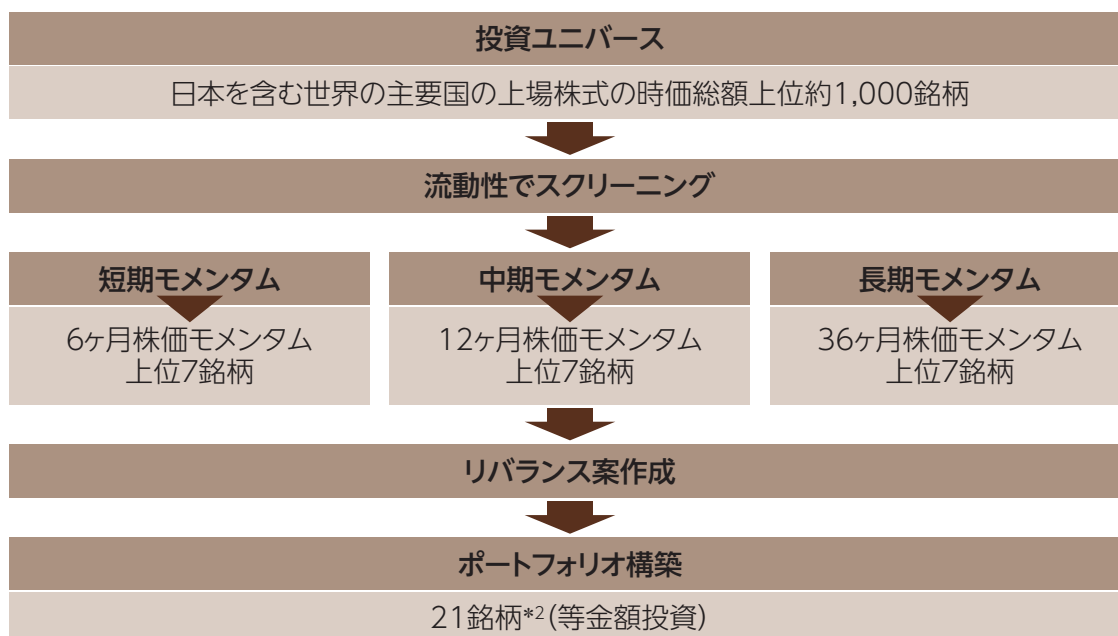 投資ユニバース
日本を含む世界の主要国の上場株式の時価総額上位約1,000銘柄
流動性でスクリーニング
短期モメンタム
6ヶ月株価モメンタム
上位7銘柄
中期モメンタム
12ヶ月株価モメンタム
上位7銘柄
長期モメンタム
36ヶ月株価モメンタム
上位7銘柄
リバランス案作成
ポートフォリオ構築
21銘柄*2(等金額投資)